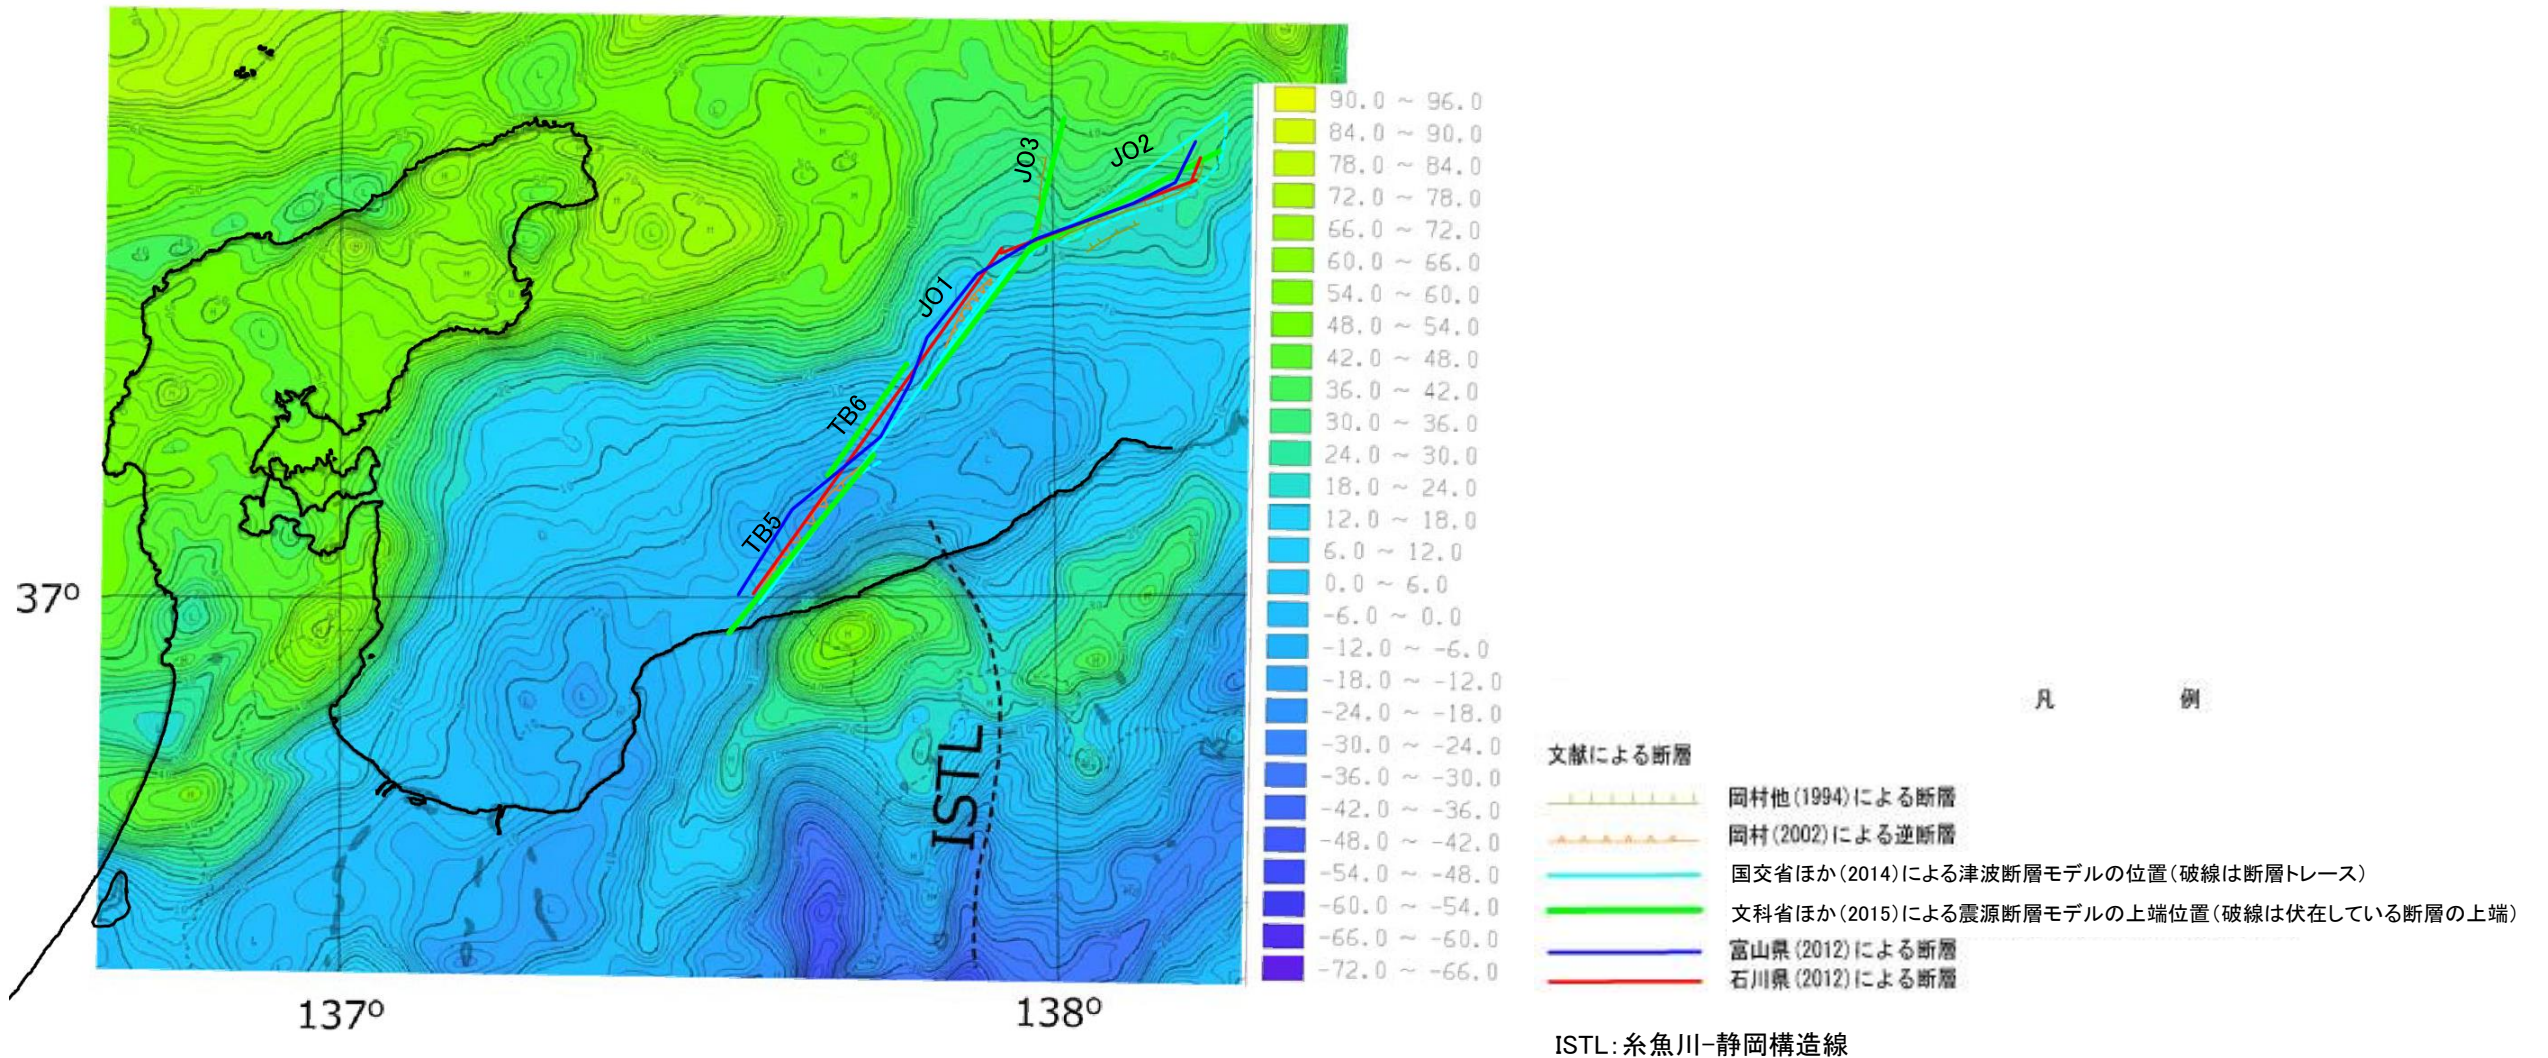 JO3
JO2
JO1
TB6
TB5
ISTL
37º
137º
138º
90.0 ~ 96.0
84.0 ~ 90.0
78.0 ~ 84.0
72.0 ~ 78.0
66.0 ~ 72.0
60.0 ~ 66.0
54.0 ~ 60.0
48.0 ~ 54.0
42.0 ~ 48.0
36.0 ~ 42.0
30.0 ~ 36.0
24.0 ~ 30.0
18.0 ~ 24.0
12.0 ~ 18.0
6.0 ~ 12.0
0.0 ~ 6.0
-6.0 ~ 0.0
-12.0 ~ -6.0
-18.0 ~ -12.0
-24.0 ~ -18.0
-30.0 ~ -24.0
-36.0 ~ -30.0
-42.0 ~ -36.0
-48.0 ~ -42.0
-54.0 ~ -48.0
-60.0 ~ -54.0
-66.0 ~ -60.0
-72.0 ~ -66.0
凡 例
文献による断層
岡村他(1994)による断層
岡村(2002)による逆断層
国交省ほか(2014)による津波断層モデルの位置(破線は断層トレース)
文科省ほか(2015)による震源断層モデルの上端位置(破線は伏在している断層の上端)
富山県(2012)による断層
石川県(2012)による断層
ISTL:糸魚川-静岡構造線